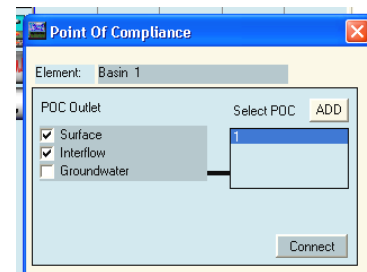 Point Of Compliance
Element: Basin 1
POC Outlet
Select POC ADD
Surface
Interflow
Groundwater
1
Connect